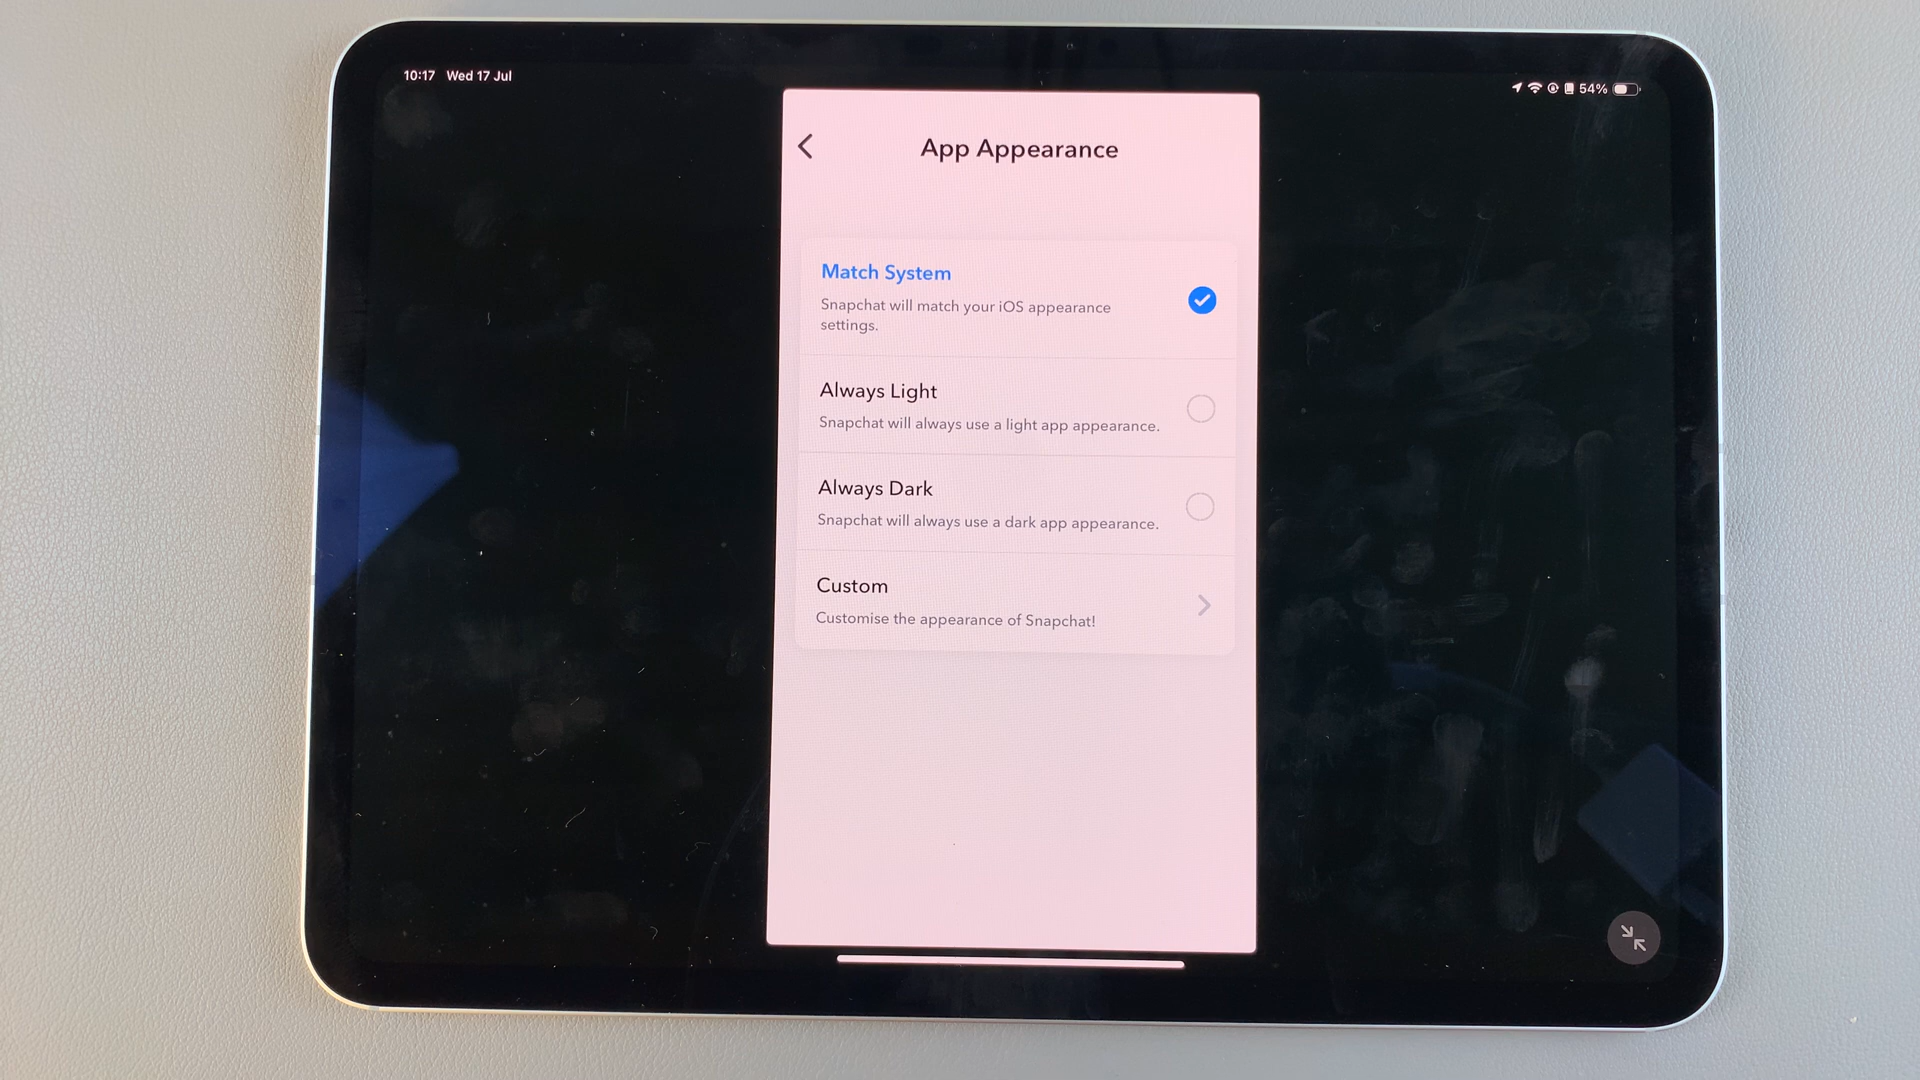 10:17 Wed 17 Jul
54%
App Appearance
Match System
Snapchat will match your iOS appearance
settings.
Always Light
Snapchat will always use a light app appearance.
Always Dark
Snapchat will always use a dark app appearance.
Custom
Customise the appearance of Snapchat!